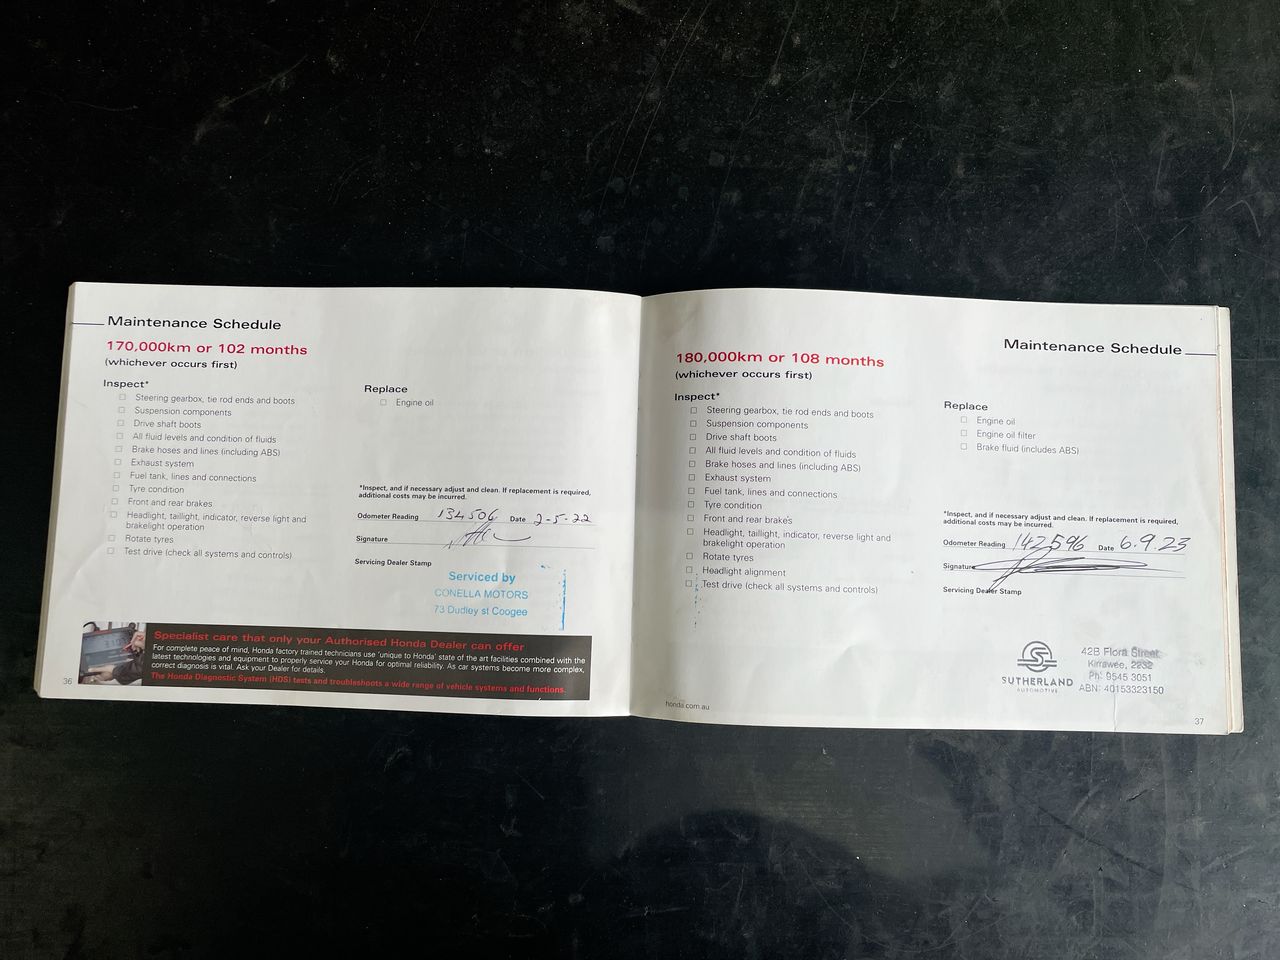 Maintenance Schedule
170,000km or 102 months
(whichever occurs first)
Inspect*
Steering gearbox, tie rod ends and boots
Suspension components
Drive shaft boots
All fluid levels and condition of fluids
Brake hoses and lines (including ABS)
Exhaust system
Fuel tank, lines and connections
Tyre condition
Front and rear brakes
Headlight, taillight, indicator, reverse light and
brakelight operation
Rotate tyres
Test drive (check all systems and controls)
Replace
Engine oil
*Inspect, and if necessary adjust and clean. If replacement is required,
additional costs may be incurred.
Odometer Reading 134506 Date 2-5-22
Signature
Servicing Dealer Stamp
Serviced by
CONELLA MOTORS
73 Dudley st Coogee
Specialist care that only your Authorised Honda Dealer can offer
For complete peace of mind, Honda factory trained technicians use 'unique to Honda' state of the art facilities combined with the
latest technologies and equipment to properly service your Honda for optimal reliability. As car systems become more complex,
correct diagnosis is vital. Ask your Dealer for details.
The Honda Diagnostic System (HDS) tests and troubleshoots a wide range of vehicle systems and functions.
36
Maintenance Schedule
180,000km or 108 months
(whichever occurs first)
Inspect*
Steering gearbox, tie rod ends and boots
Suspension components
Drive shaft boots
All fluid levels and condition of fluids
Brake hoses and lines (including ABS)
Exhaust system
Fuel tank, lines and connections
Tyre condition
Front and rear brakes
Headlight, taillight, indicator, reverse light and
brakelight operation
Rotate tyres
Headlight alignment
Test drive (check all systems and controls)
Replace
Engine oil
Engine oil filter
Brake fluid (includes ABS)
*Inspect, and if necessary adjust and clean. If replacement is required,
additional costs may be incurred.
Odometer Reading 142596 Date 6.9.23
Signature
Servicing Dealer Stamp
SUTHERLAND
AUTOMOTIVE
42B Flora Street
Kirrawee, 2232
Ph: 9545 3051
ABN: 40153323150
honda.com.au
37